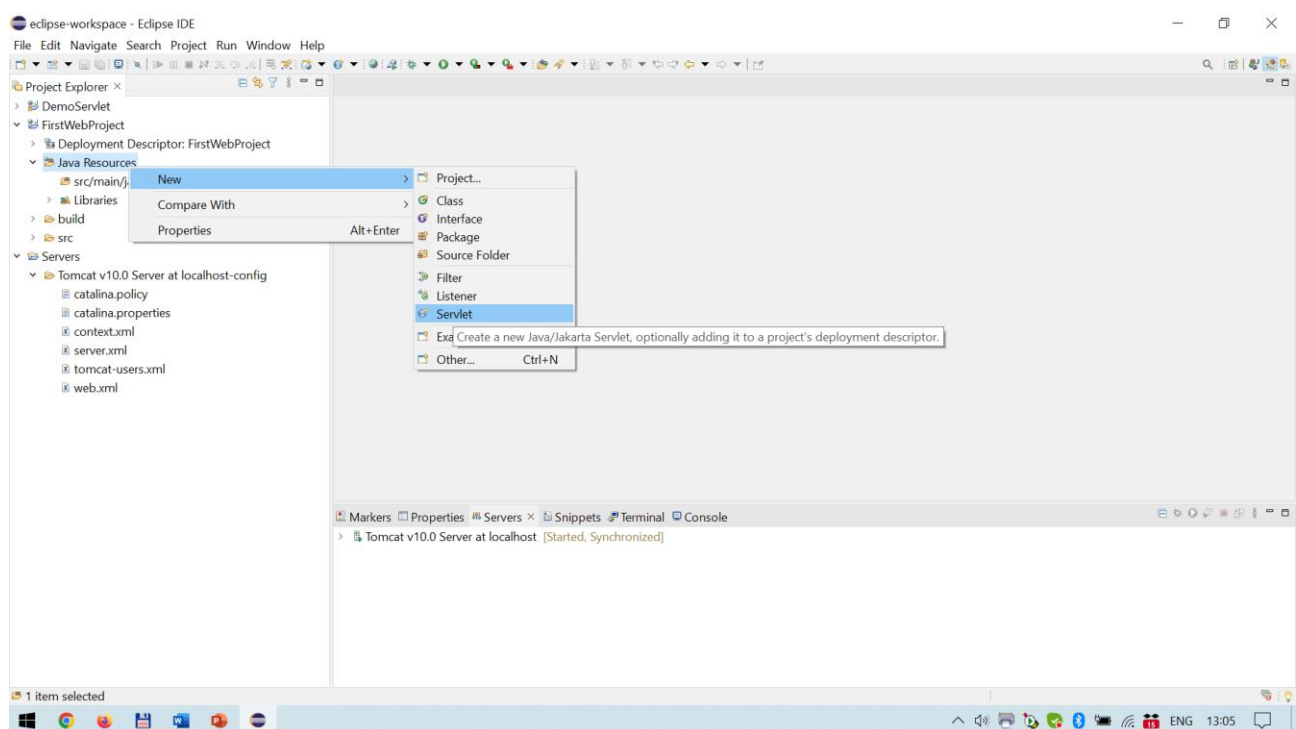 eclipse-workspace - Eclipse IDE
File Edit Navigate Search Project Run Window Help
Project Explorer
DemoServlet
FirstWebProject
Deployment Descriptor: FirstWebProject
Java Resources
src/main/j
Libraries
build
src
Servers
Tomcat v10.0 Server at localhost-config
catalina.policy
catalina.properties
context.xml
server.xml
tomcat-users.xml
web.xml
New
Compare With
Properties Alt+Enter
Project...
Class
Interface
Package
Source Folder
Filter
Listener
Servlet
Exa
Create a new Java/Jakarta Servlet, optionally adding it to a project's deployment descriptor.
Other... Ctrl+N
Markers Properties Servers Snippets Terminal Console
Tomcat v10.0 Server at localhost [Started, Synchronized]
1 item selected
15 ENG 13:05